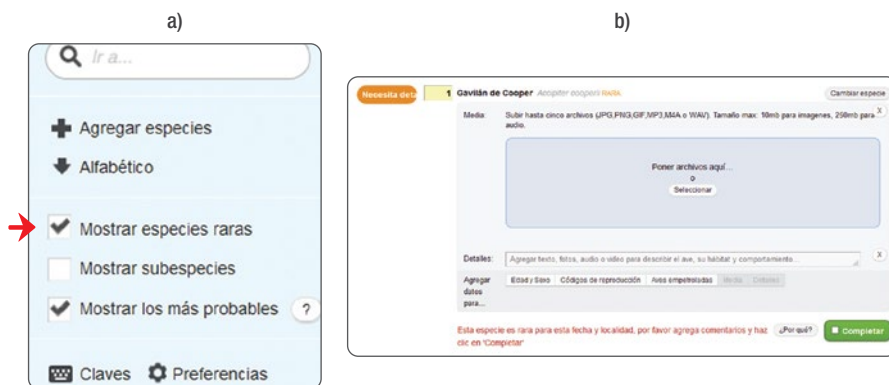 a)
b)
Ir a...
Agregar especies
Alfabético
Mostrar especies raras
Mostrar subespecies
Mostrar los más probables ?
Claves Preferencias
Necesita deta 1 Gavilán de Cooper Accipiter cooperii RARA Cambiar especie
Media: Subir hasta cinco archivos (JPG,PNG,GIF,MP3,M4A o WAV). Tamaño max: 10mb para imagenes, 250mb para X
audio.
Poner archivos aquí...
o
Seleccionar
Detalles: Agregar texto, fotos, audio o video para describir el ave, su hábitat y comportamiento... X
Agregar datos para... Edad y Sexo Códigos de reproducción Aves empetroladas Media Detalles
Esta especie es rara para esta fecha y localidad, por favor agrega comentarios y haz ¿Por qué? Completar
clic en 'Completar'